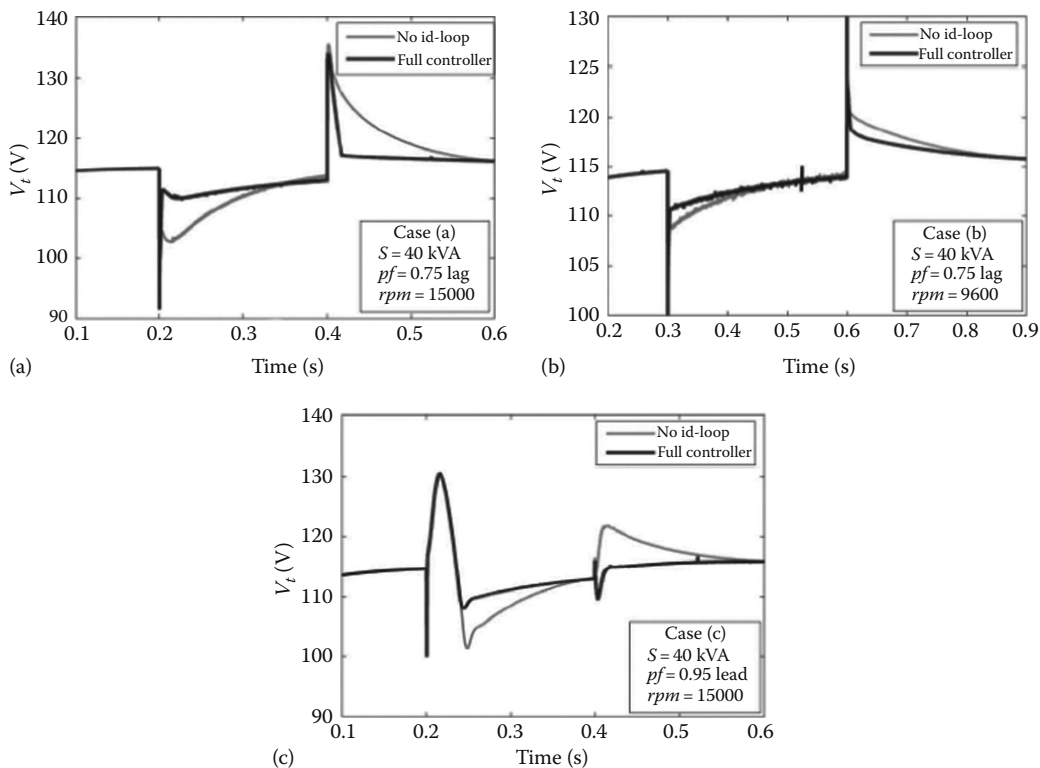 140
130
120
110
100
90
V_t (V)
0.1 0.2 0.3 0.4 0.5 0.6
Time (s)
No id-loop
Full controller
Case (a)
S = 40 kVA
pf = 0.75 lag
rpm = 15000
(a)
130
125
120
115
110
105
100
V_t (V)
0.2 0.3 0.4 0.5 0.6 0.7 0.8 0.9
Time (s)
No id-loop
Full controller
Case (b)
S = 40 kVA
pf = 0.75 lag
rpm = 9600
(b)
140
130
120
110
100
90
V_t (V)
0.1 0.2 0.3 0.4 0.5 0.6
Time (s)
No id-loop
Full controller
Case (c)
S = 40 kVA
pf = 0.95 lead
rpm = 15000
(c)